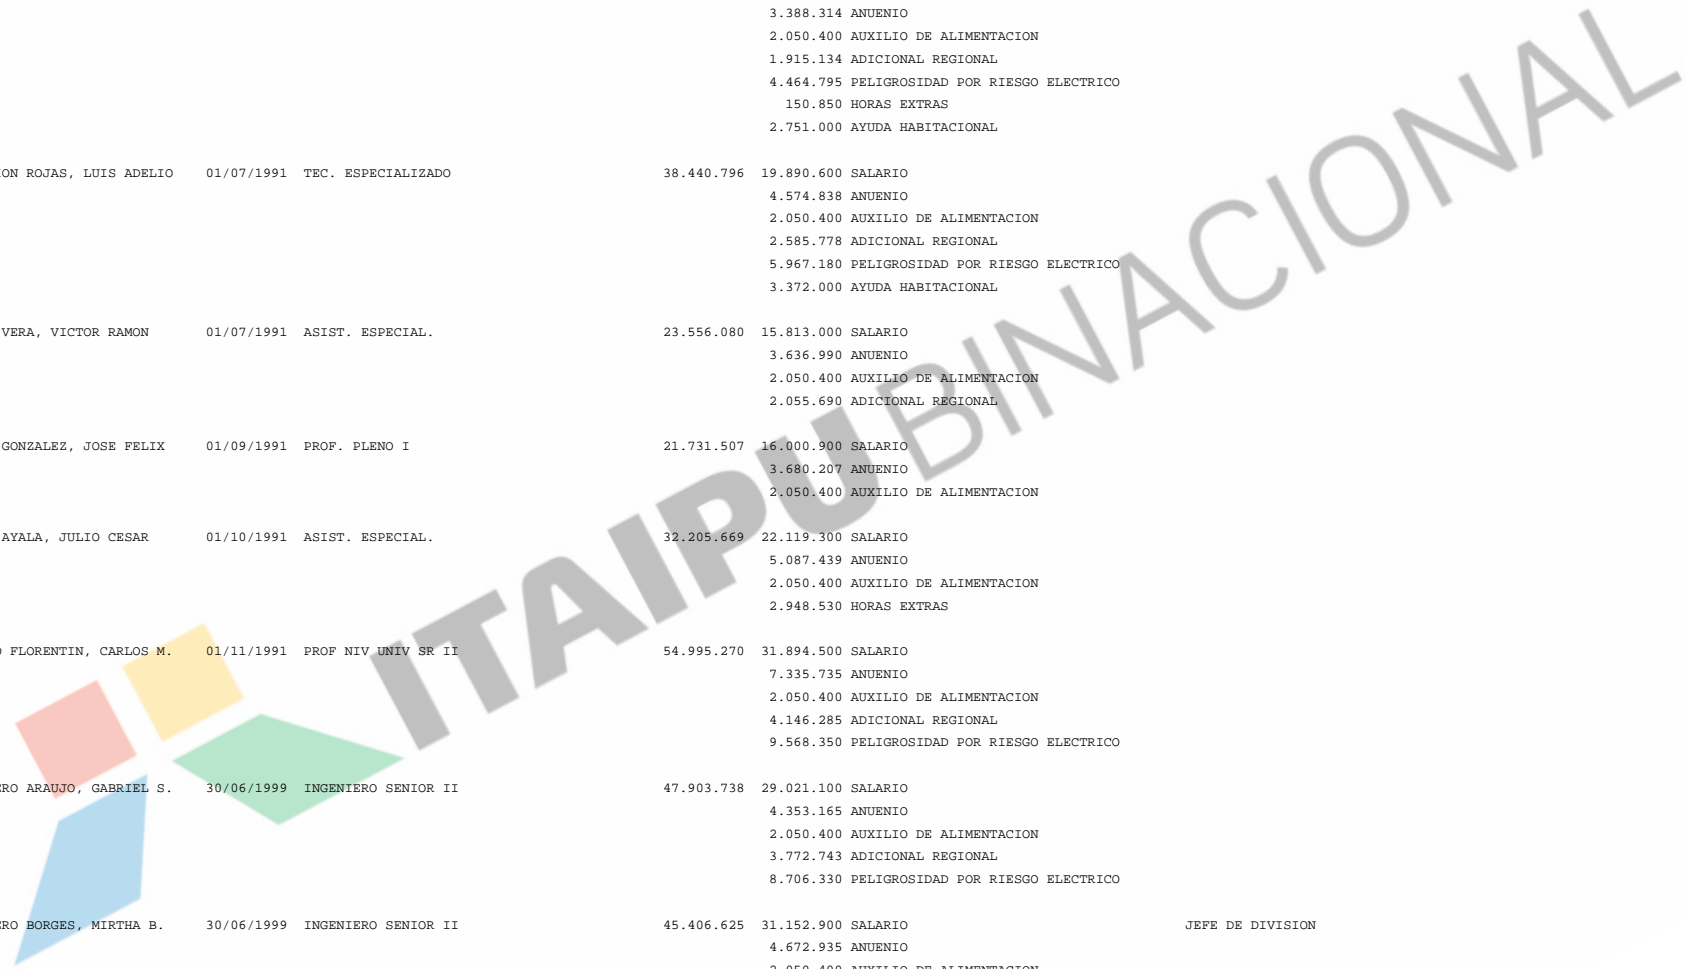 3.388.314 ANUENIO
2.050.400 AUXILIO DE ALIMENTACION
1.915.134 ADICIONAL REGIONAL
4.464.795 PELIGROSIDAD POR RIESGO ELECTRICO
150.850 HORAS EXTRAS
2.751.000 AYUDA HABITACIONAL
ON ROJAS, LUIS ADELIO 01/07/1991 TEC. ESPECIALIZADO 38.440.796 19.890.600 SALARIO
4.574.838 ANUENIO
2.050.400 AUXILIO DE ALIMENTACION
2.585.778 ADICIONAL REGIONAL
5.967.180 PELIGROSIDAD POR RIESGO ELECTRICO
3.372.000 AYUDA HABITACIONAL
VERA, VICTOR RAMON 01/07/1991 ASIST. ESPECIAL. 23.556.080 15.813.000 SALARIO
3.636.990 ANUENIO
2.050.400 AUXILIO DE ALIMENTACION
2.055.690 ADICIONAL REGIONAL
GONZALEZ, JOSE FELIX 01/09/1991 PROF. PLENO I 21.731.507 16.000.900 SALARIO
3.680.207 ANUENIO
2.050.400 AUXILIO DE ALIMENTACION
AYALA, JULIO CESAR 01/10/1991 ASIST. ESPECIAL. 32.205.669 22.119.300 SALARIO
5.087.439 ANUENIO
2.050.400 AUXILIO DE ALIMENTACION
2.948.530 HORAS EXTRAS
FLORENTIN, CARLOS M. 01/11/1991 PROF NIV UNIV SR II 54.995.270 31.894.500 SALARIO
7.335.735 ANUENIO
2.050.400 AUXILIO DE ALIMENTACION
4.146.285 ADICIONAL REGIONAL
9.568.350 PELIGROSIDAD POR RIESGO ELECTRICO
RO ARAUJO, GABRIEL S. 30/06/1999 INGENIERO SENIOR II 47.903.738 29.021.100 SALARIO
4.353.165 ANUENIO
2.050.400 AUXILIO DE ALIMENTACION
3.772.743 ADICIONAL REGIONAL
8.706.330 PELIGROSIDAD POR RIESGO ELECTRICO
RO BORGES, MIRTHA B. 30/06/1999 INGENIERO SENIOR II 45.406.625 31.152.900 SALARIO JEFE DE DIVISION
4.672.935 ANUENIO
2.050.400 AUXILIO DE ALIMENTACION
ITAIPU BINACIONAL